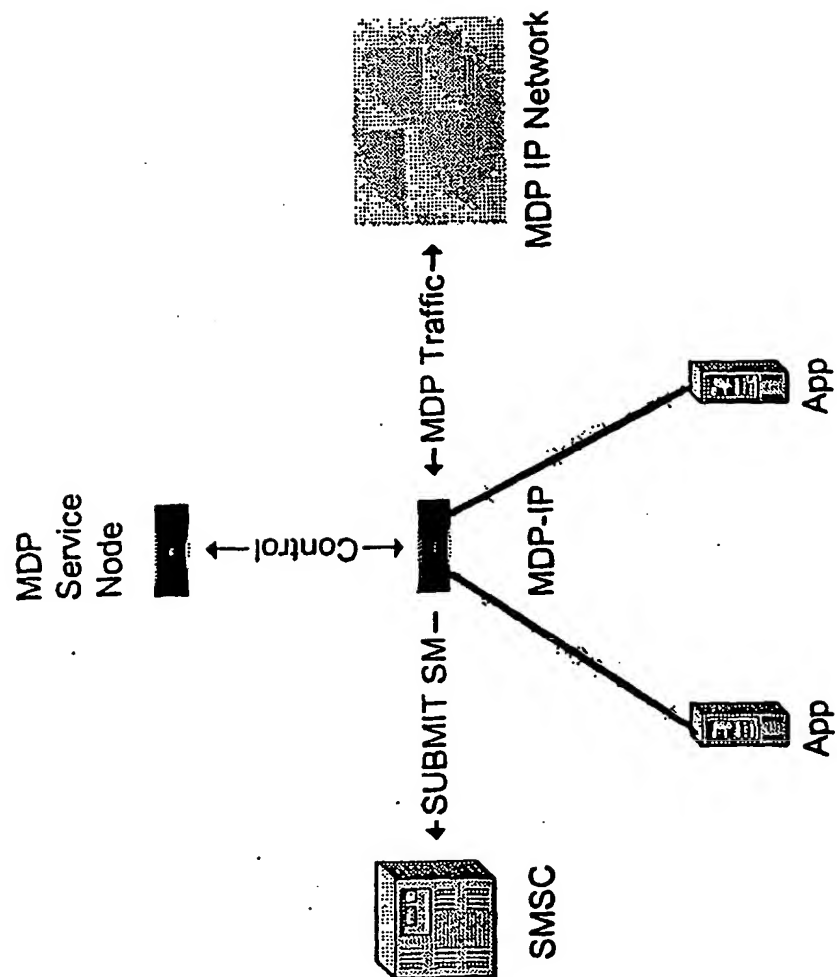 MDP
Service
Node
←Control→
←SUBMIT SM—
←MDP Traffic→
SMSC
MDP-IP
MDP IP Network
App
App